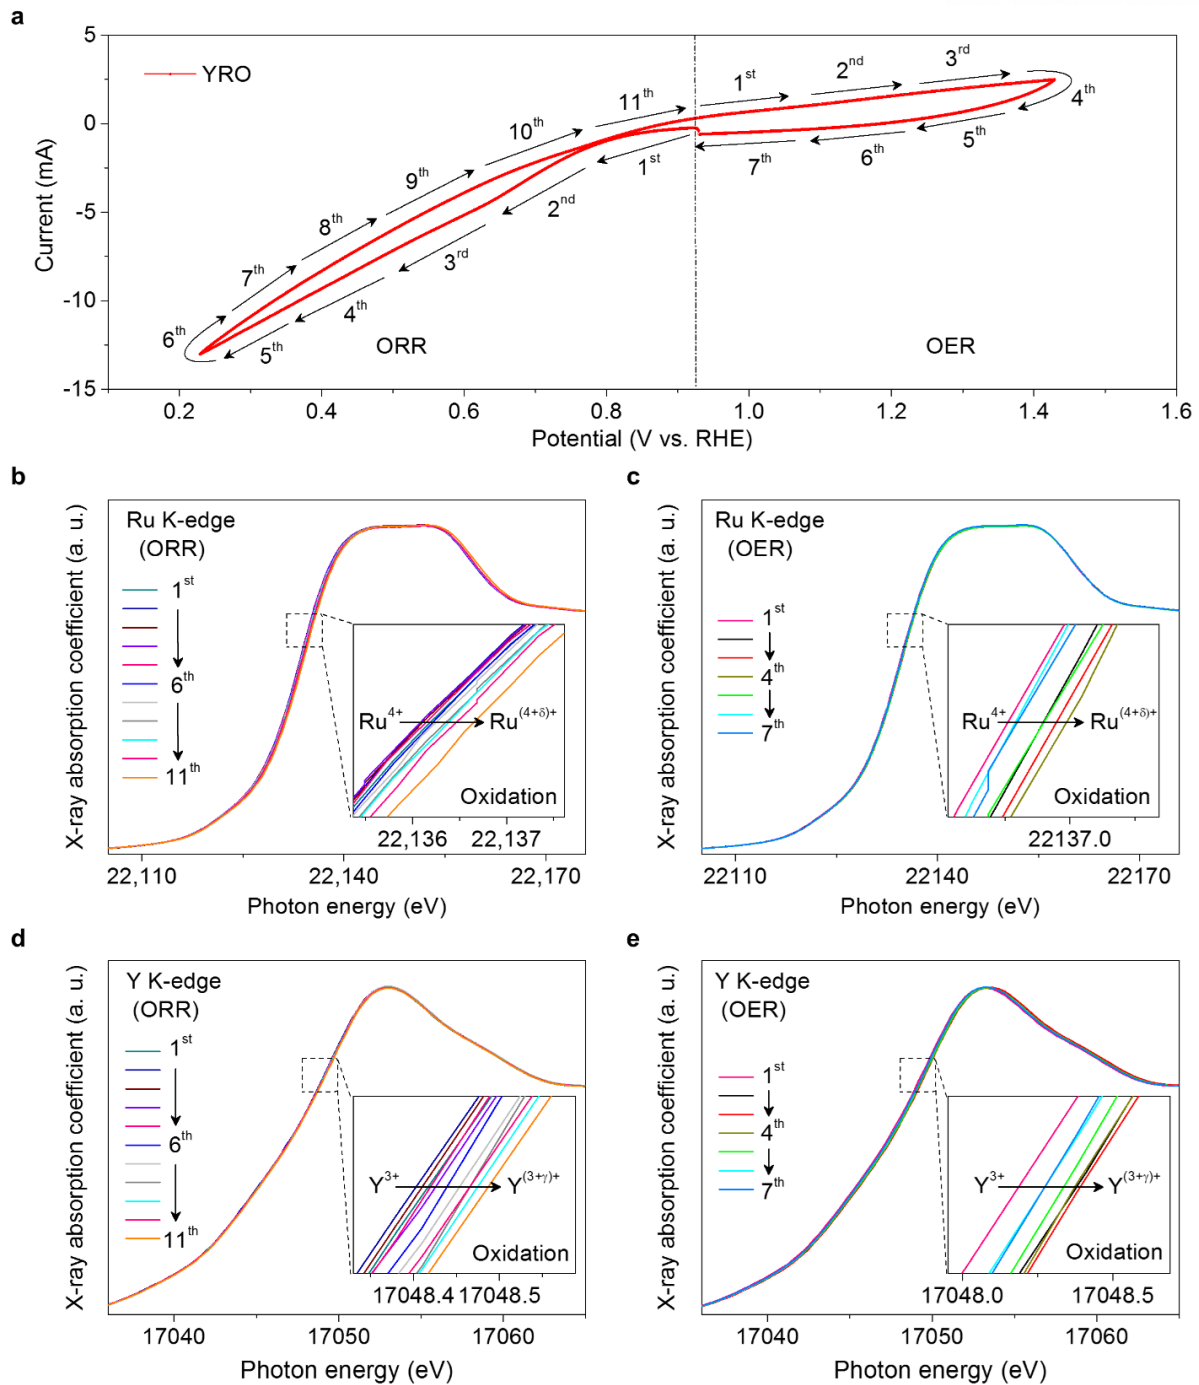 a
5
0
-5
-10
-15
Current (mA)
YRO
1st
2nd
3rd
4th
5th
6th
7th
11th
10th
9th
8th
7th
6th
5th
4th
3rd
2nd
1st
ORR
OER
0.2 0.4 0.6 0.8 1.0 1.2 1.4 1.6
Potential (V vs. RHE)
b
X-ray absorption coefficient (a. u.)
Ru K-edge
(ORR)
1st
6th
11th
Ru4+ Ru(4+δ)+
Oxidation
22,136 22,137
22,110 22,140 22,170
Photon energy (eV)
c
X-ray absorption coefficient (a. u.)
Ru K-edge
(OER)
1st
4th
7th
Ru4+ Ru(4+δ)+
Oxidation
22137.0
22110 22140 22170
Photon energy (eV)
d
X-ray absorption coefficient (a. u.)
Y K-edge
(ORR)
1st
6th
11th
Y3+ Y(3+γ)+
Oxidation
17048.4 17048.5
17040 17050 17060
Photon energy (eV)
e
X-ray absorption coefficient (a. u.)
Y K-edge
(OER)
1st
4th
7th
Y3+ Y(3+γ)+
Oxidation
17048.0 17048.5
17040 17050 17060
Photon energy (eV)